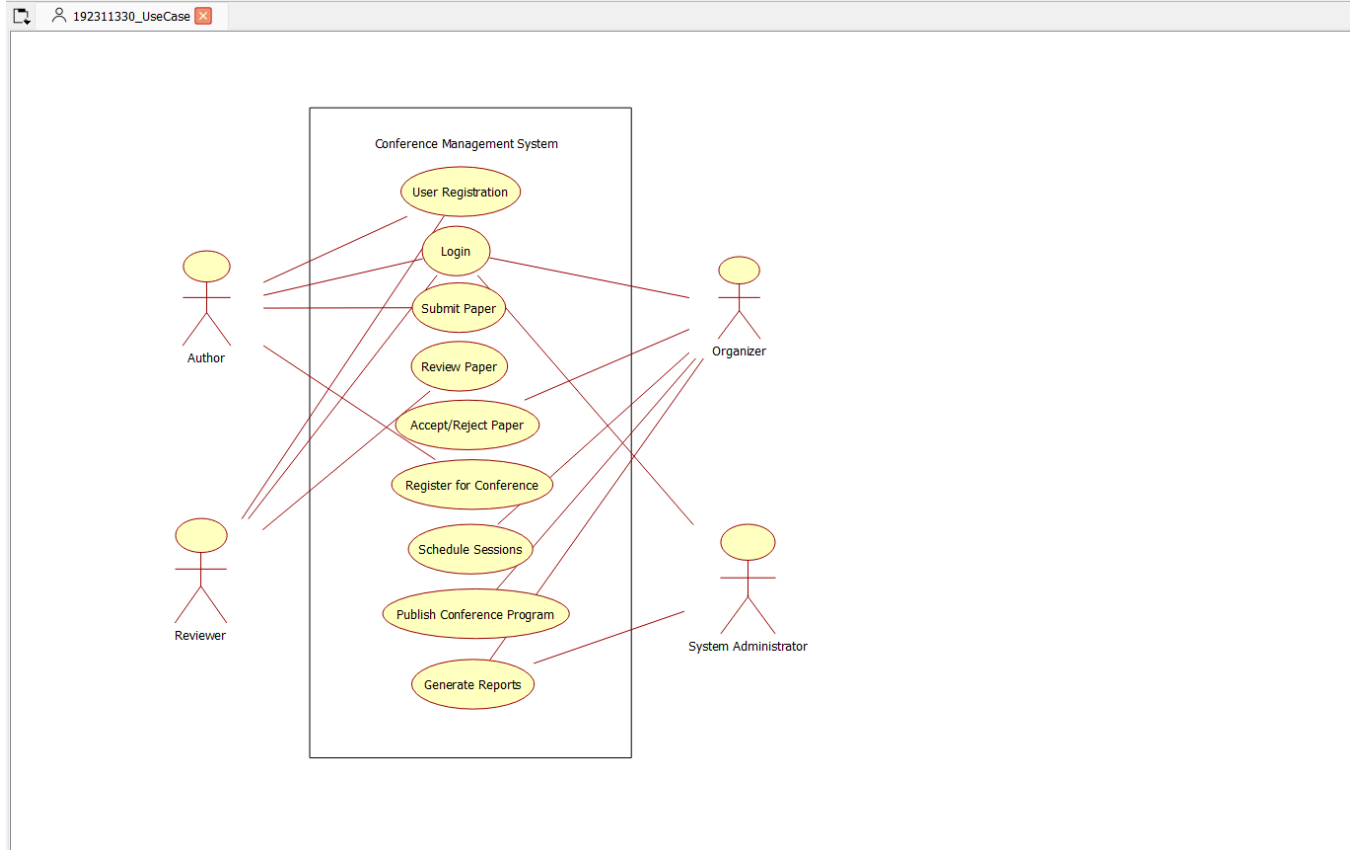 192311330_UseCase
Conference Management System
User Registration
Login
Submit Paper
Author
Organizer
Review Paper
Accept/Reject Paper
Register for Conference
Schedule Sessions
Publish Conference Program
Reviewer
System Administrator
Generate Reports